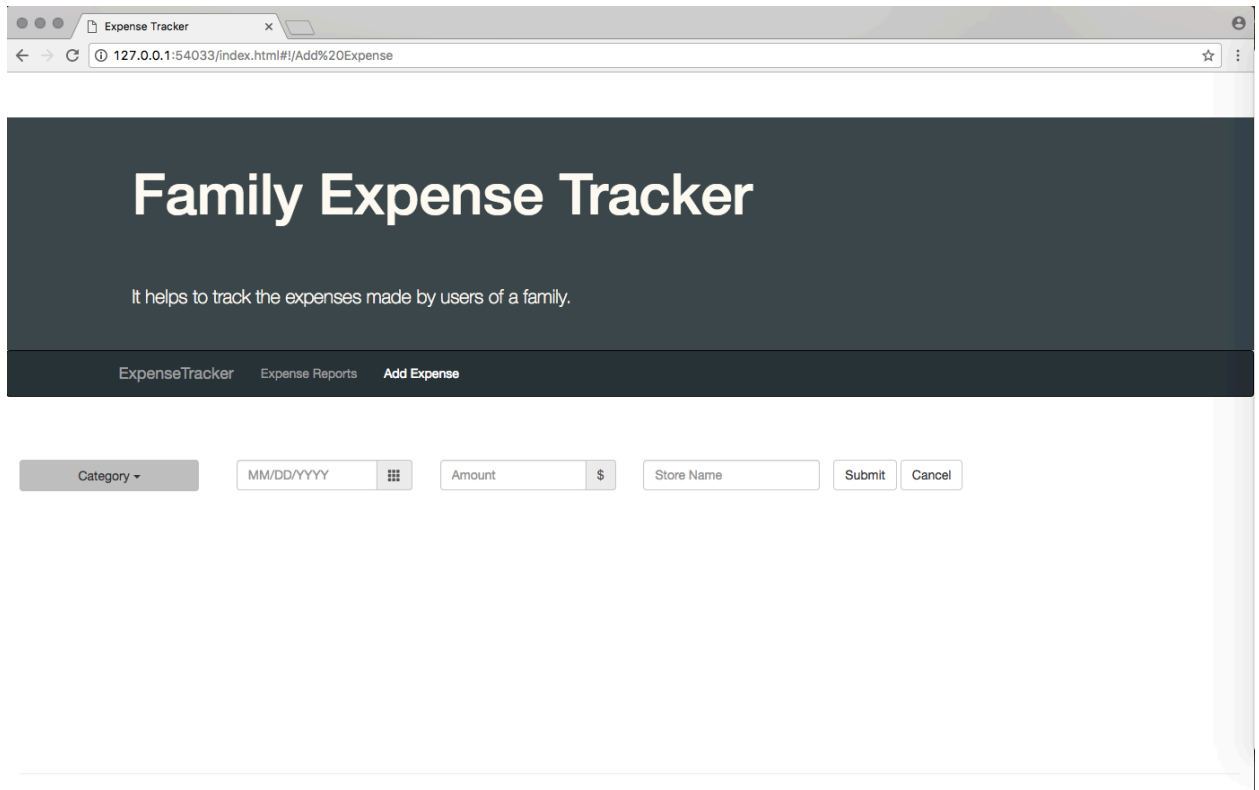 Expense Tracker
127.0.0.1:54033/index.html#!/Add%20Expense
Family Expense Tracker
It helps to track the expenses made by users of a family.
ExpenseTracker Expense Reports Add Expense
Category MM/DD/YYYY Amount $ Store Name Submit Cancel